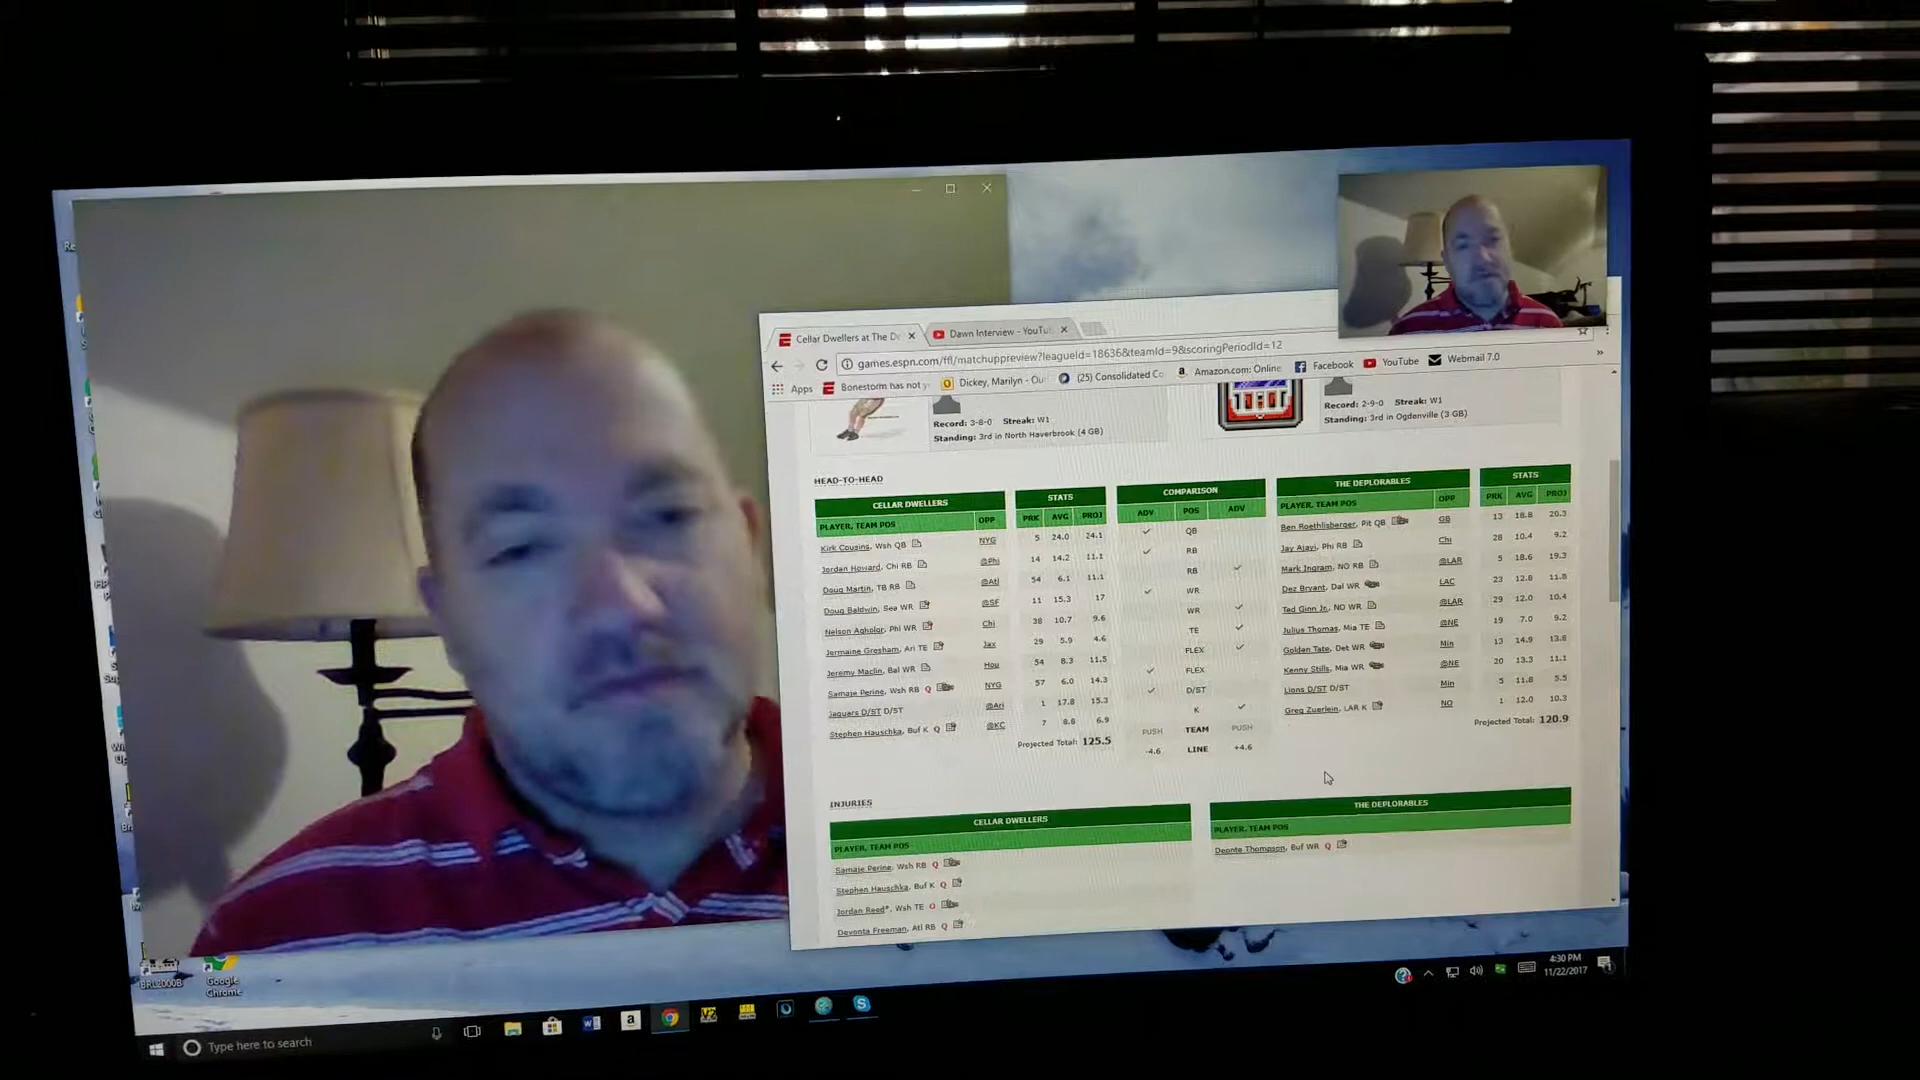 Cellar Dwellers at The De
Dawn Interview - YouTu
games.espn.com/ffl/matchuppreview?leagueId=18636&teamId=9&scoringPeriodId=12
Apps
Bonestorm has not y
Dickey, Marilyn - Ou
(25) Consolidated Co
Amazon.com: Online
Facebook
YouTube
Webmail 7.0
Record: 3-8-0 Streak: W1
Standing: 3rd in North Haverbrook (4 GB)
Record: 2-9-0 Streak: W1
Standing: 3rd in Ogdenville (3 GB)
HEAD-TO-HEAD
CELLAR DWELLERS STATS
PLAYER, TEAM POS OPP PRK AVG PROJ
Kirk Cousins, Wsh QB NYG 5 24.0 24.1
Jordan Howard, Chi RB @Phi 14 14.2 11.1
Doug Martin, TB RB @Atl 54 6.1 11.1
Doug Baldwin, Sea WR @SF 11 15.3 17
Nelson Agholor, Phi WR Chi 38 10.7 9.6
Jermaine Gresham, Ari TE Jax 29 5.9 4.6
Jeremy Maclin, Bal WR Hou 54 8.3 11.5
Samaje Perine, Wsh RB Q NYG 57 6.0 14.3
Jaguars D/ST D/ST @Ari 1 17.8 15.3
Stephen Hauschka, Buf K Q @KC 7 8.8 6.9
Projected Total: 125.5
COMPARISON
ADV POS ADV
QB
RB
RB
WR
WR
TE
FLEX
FLEX
D/ST
K
PUSH TEAM PUSH
-4.6 LINE +4.6
THE DEPLORABLES STATS
PLAYER, TEAM POS OPP PRK AVG PROJ
Ben Roethlisberger, Pit QB GB 13 18.8 20.3
Jay Ajayi, Phi RB Chi 28 10.4 9.2
Mark Ingram, NO RB @LAR 5 18.6 19.3
Dez Bryant, Dal WR LAC 23 12.8 11.8
Ted Ginn Jr., NO WR @LAR 29 12.0 10.4
Julius Thomas, Mia TE @NE 19 7.0 9.2
Golden Tate, Det WR Min 13 14.9 13.8
Kenny Stills, Mia WR @NE 20 13.3 11.1
Lions D/ST D/ST Min 5 11.8 5.5
Greg Zuerlein, LAR K NO 1 12.0 10.3
Projected Total: 120.9
INJURIES
CELLAR DWELLERS
PLAYER, TEAM POS
Samaje Perine, Wsh RB Q
Stephen Hauschka, Buf K Q
Jordan Reed*, Wsh TE Q
Devonta Freeman, Atl RB Q
THE DEPLORABLES
PLAYER, TEAM POS
Deonte Thompson, Buf WR Q
BRL2000B
Google
Chrome
Type here to search
4:30 PM
11/22/2017